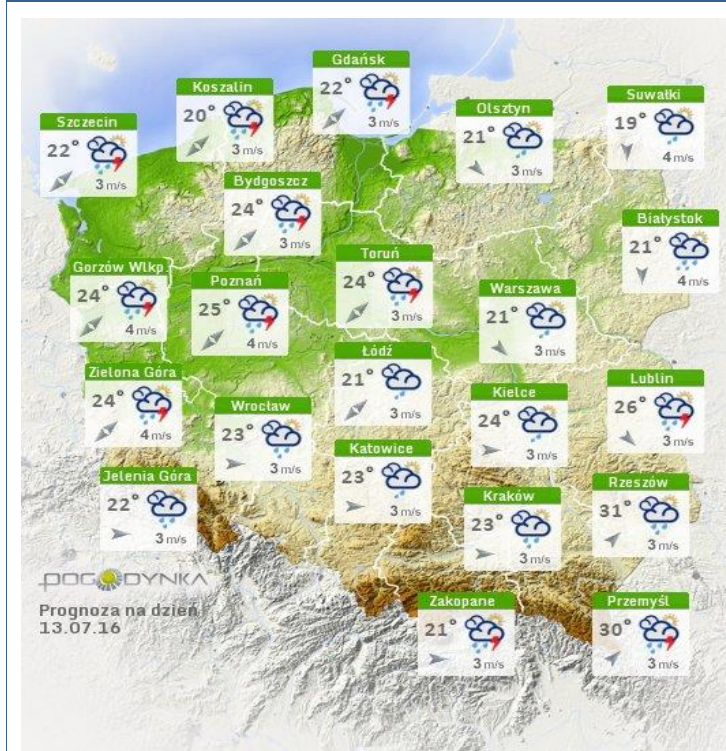 Gdańsk
22°
3 m/s
Koszalin
20°
3 m/s
Suwałki
19°
4 m/s
Olsztyn
21°
3 m/s
Szczecin
22°
3 m/s
Bydgoszcz
24°
3 m/s
Białystok
21°
4 m/s
Toruń
24°
3 m/s
Gorzów Wlkp.
24°
4 m/s
Poznań
25°
4 m/s
Warszawa
21°
3 m/s
Łódź
21°
3 m/s
Zielona Góra
24°
4 m/s
Lublin
26°
3 m/s
Kielce
24°
3 m/s
Wrocław
23°
3 m/s
Katowice
23°
3 m/s
Jelenia Góra
22°
3 m/s
Rzeszów
31°
3 m/s
Kraków
23°
3 m/s
POGODYNKA
Prognoza na dzień
13.07.16
Zakopane
21°
3 m/s
Przemyśl
30°
3 m/s